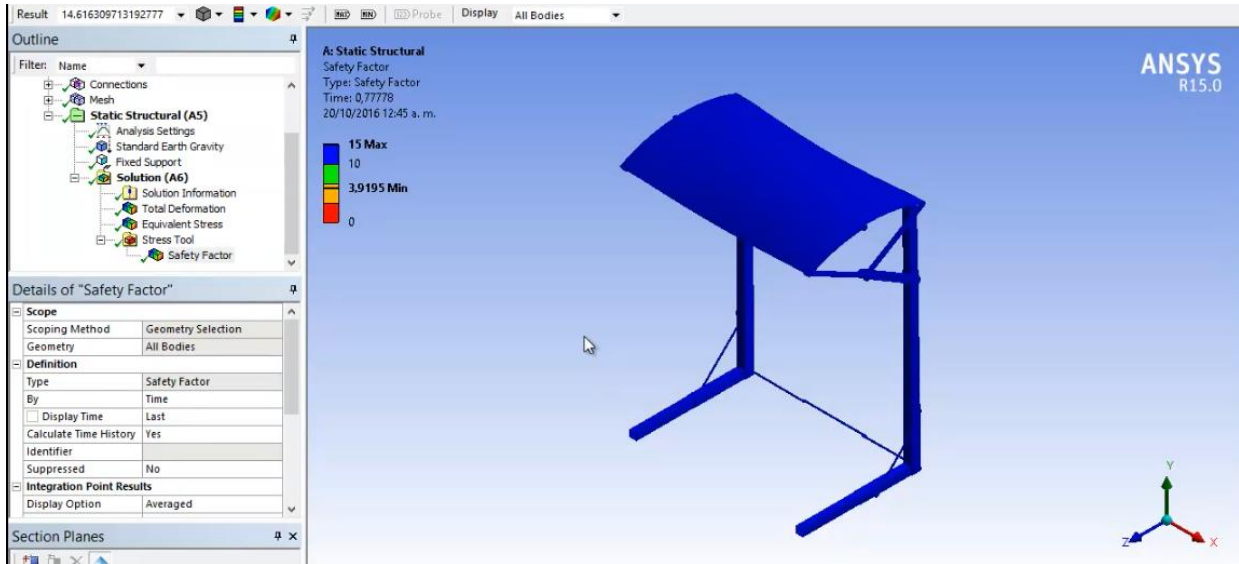 Result 14.616309713192777 MAX MIN Probe Display All Bodies
Outline
Filter: Name
Connections
Mesh
Static Structural (A5)
Analysis Settings
Standard Earth Gravity
Fixed Support
Solution (A6)
Solution Information
Total Deformation
Equivalent Stress
Stress Tool
Safety Factor
Details of "Safety Factor"
Scope
Scoping Method Geometry Selection
Geometry All Bodies
Definition
Type Safety Factor
By Time
Display Time Last
Calculate Time History Yes
Identifier
Suppressed No
Integration Point Results
Display Option Averaged
Section Planes
A: Static Structural
Safety Factor
Type: Safety Factor
Time: 0,77778
20/10/2016 12:45 a. m.
15 Max
10
3,9195 Min
0
ANSYS
R15.0
Y
Z
X